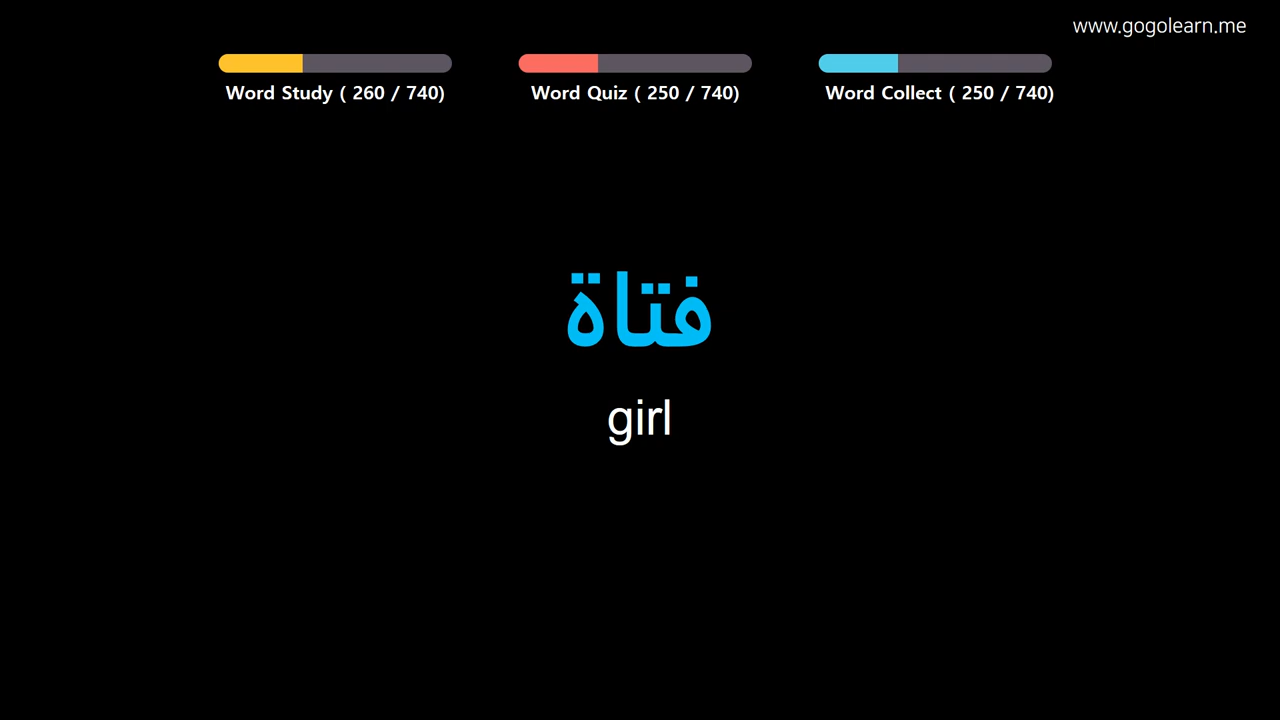 www.gogolearn.me
Word Study ( 260 / 740)
Word Quiz ( 250 / 740)
Word Collect ( 250 / 740)
فتاة
girl